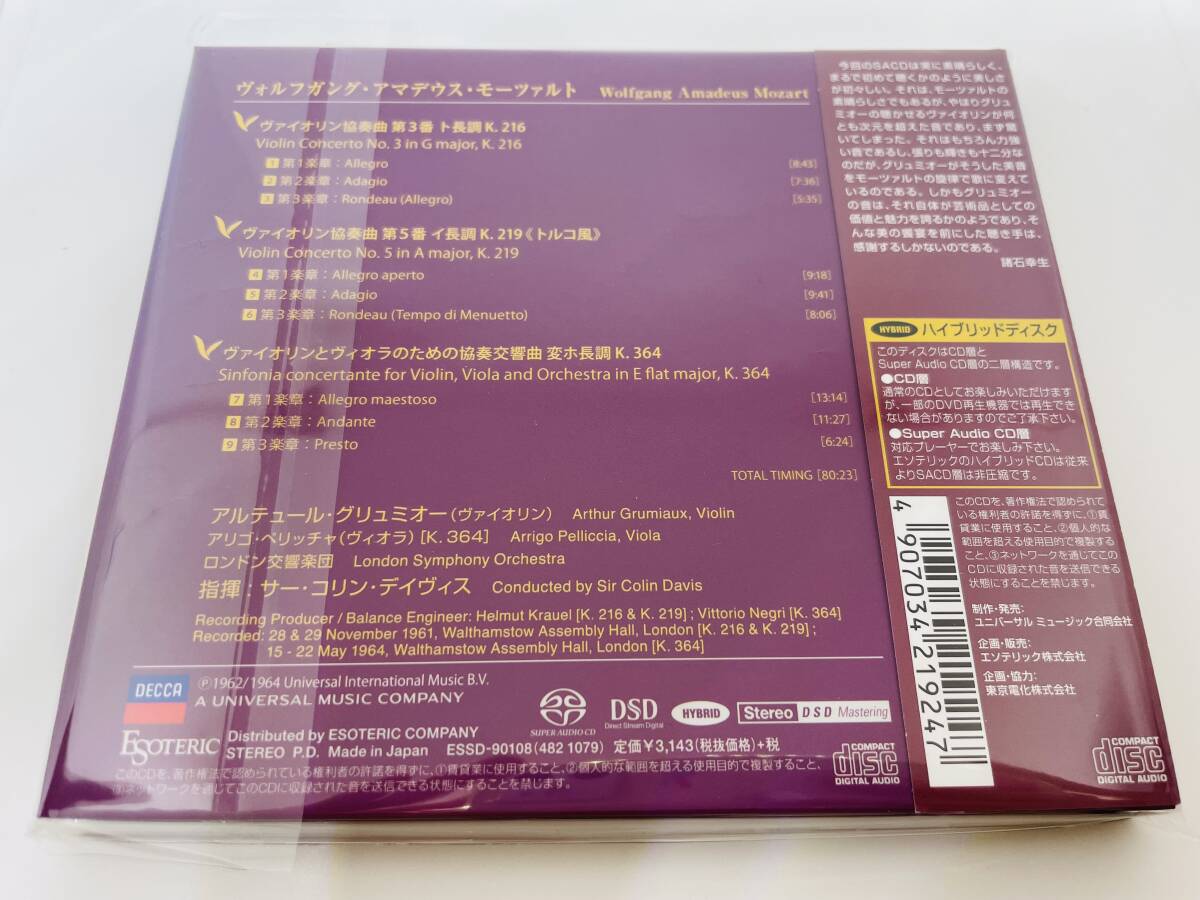 ヴォルフガング・アマデウス・モーツァルト Wolfgang Amadeus Mozart
ヴァイオリン協奏曲 第3番 ト長調 K. 216
Violin Concerto No. 3 in G major, K. 216
1 第1楽章：Allegro [8:43]
2 第2楽章：Adagio [7:36]
3 第3楽章：Rondeau (Allegro) [5:35]
ヴァイオリン協奏曲 第5番 イ長調 K. 219《トルコ風》
Violin Concerto No. 5 in A major, K. 219
4 第1楽章：Allegro aperto [9:18]
5 第2楽章：Adagio [9:41]
6 第3楽章：Rondeau (Tempo di Menuetto) [8:06]
ヴァイオリンとヴィオラのための協奏交響曲 変ホ長調 K. 364
Sinfonia concertante for Violin, Viola and Orchestra in E flat major, K. 364
7 第1楽章：Allegro maestoso [13:14]
8 第2楽章：Andante [11:27]
9 第3楽章：Presto [6:24]
TOTAL TIMING [80:23]
アルテュール・グリュミオー（ヴァイオリン） Arthur Grumiaux, Violin
アリゴ・ペリッチャ（ヴィオラ）[K. 364] Arrigo Pelliccia, Viola
ロンドン交響楽団 London Symphony Orchestra
指揮：サー・コリン・デイヴィス Conducted by Sir Colin Davis
Recording Producer / Balance Engineer: Helmut Krauel [K. 216 & K. 219] ; Vittorio Negri [K. 364]
Recorded: 28 & 29 November 1961, Walthamstow Assembly Hall, London [K. 216 & K. 219] ;
15 - 22 May 1964, Walthamstow Assembly Hall, London [K. 364]
DECCA
℗1962/1964 Universal International Music B.V.
A UNIVERSAL MUSIC COMPANY
ESOTERIC
Distributed by ESOTERIC COMPANY
STEREO P.D. Made in Japan ESSD-90108 (482 1079) 定価￥3,143(税抜価格)+税
SUPER AUDIO CD
DSD
Direct Stream Digital
HYBRID
Stereo DSD Mastering
COMPACT
disc
DIGITAL AUDIO
このCDを、著作権法で認められている権利者の許諾を得ずに、①賃貸業に使用すること、②個人的な範囲を超える使用目的で複製すること、
③ネットワークを通じてこのCDに収録された音を送信できる状態にすることを禁じます。
今回のSACDは実に素晴らしく、
まるで初めて聴くかのように美しさ
が初々しい。それは、モーツァルトの
素晴らしさでもあるが、やはりグリュ
ミオーの聴かせるヴァイオリンが何
とも次元を超えた音であり、まず驚
いてしまった。それはもちろん力強
い音であるし、張りも輝きも十二分な
のだが、グリュミオーがそうした美音
をモーツァルトの旋律で歌に変えて
いるのである。しかもグリュミオー
の音は、それ自体が芸術品としての
価値と魅力を誇るかのようであり、そ
んな美の饗宴を前にした聴き手は、
感謝するしかないのである。
諸石幸生
HYBRID ハイブリッドディスク
このディスクはCD層と
Super Audio CD層の二層構造です。
●CD層
通常のCDとしてお楽しみいただけます
が、一部のDVD再生機器では再生でき
ない場合がありますのでご了承下さい。
●Super Audio CD層
対応プレーヤーでお楽しみ下さい。
エソテリックのハイブリッドCDは従来
よりSACD層は非圧縮です。
4 907034 219247
このCDを、著作権法で認められて
いる権利者の許諾を得ずに、①賃
貸業に使用すること、②個人的な
範囲を超える使用目的で複製する
こと、③ネットワークを通じてこの
CDに収録された音を送信できる
状態にすることを禁じます。
制作・発売：
ユニバーサル ミュージック合同会社
企画・販売：
エソテリック株式会社
企画・協力：
東京電化株式会社
COMPACT
disc
DIGITAL AUDIO